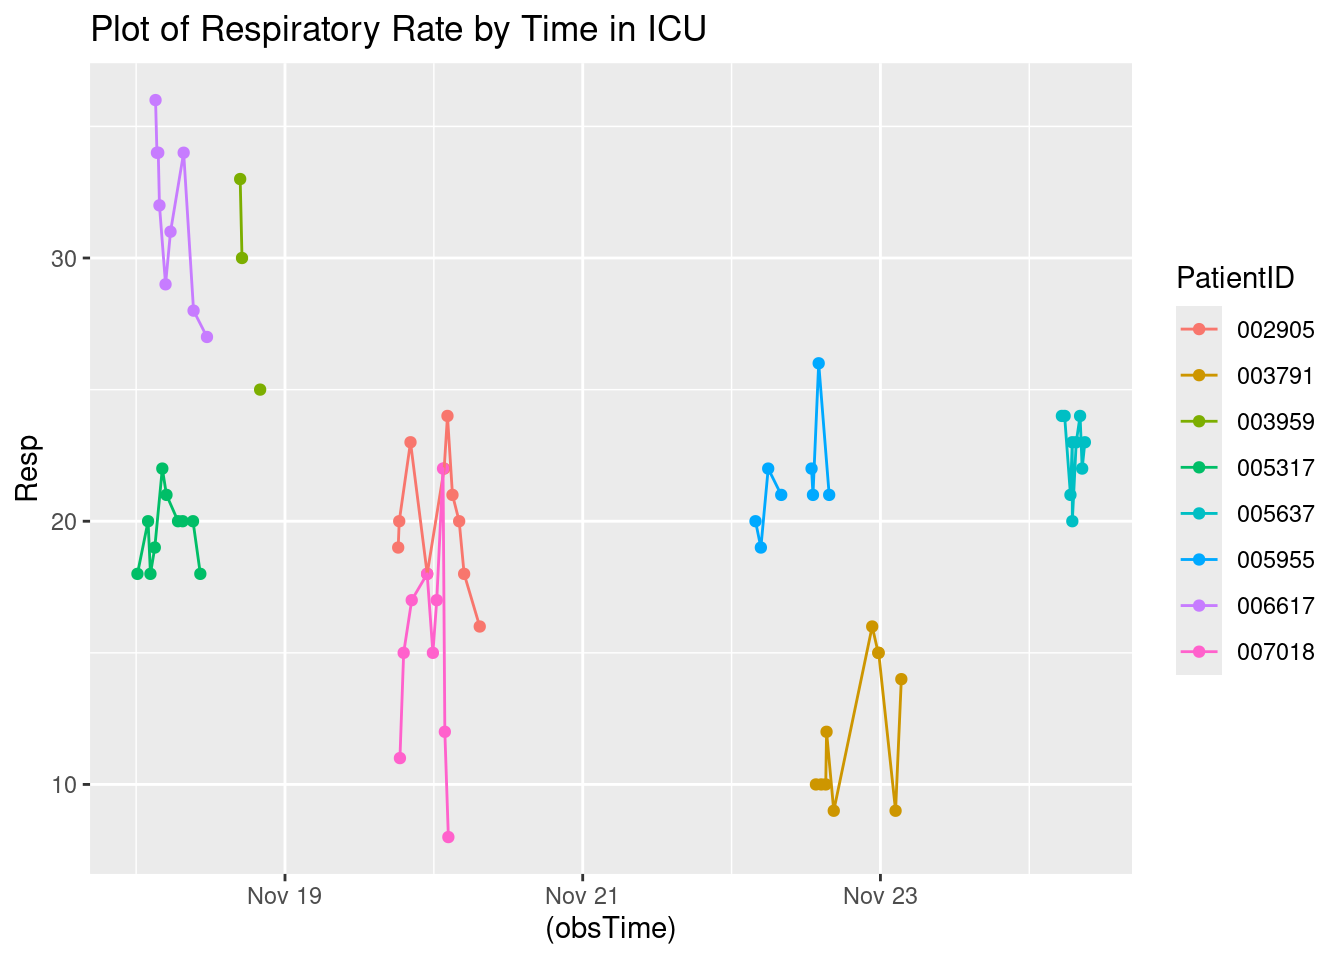 Plot of Respiratory Rate by Time in ICU
Resp
30
20
10
Nov 19
Nov 21
Nov 23
(obsTime)
PatientID
002905
003791
003959
005317
005637
005955
006617
007018